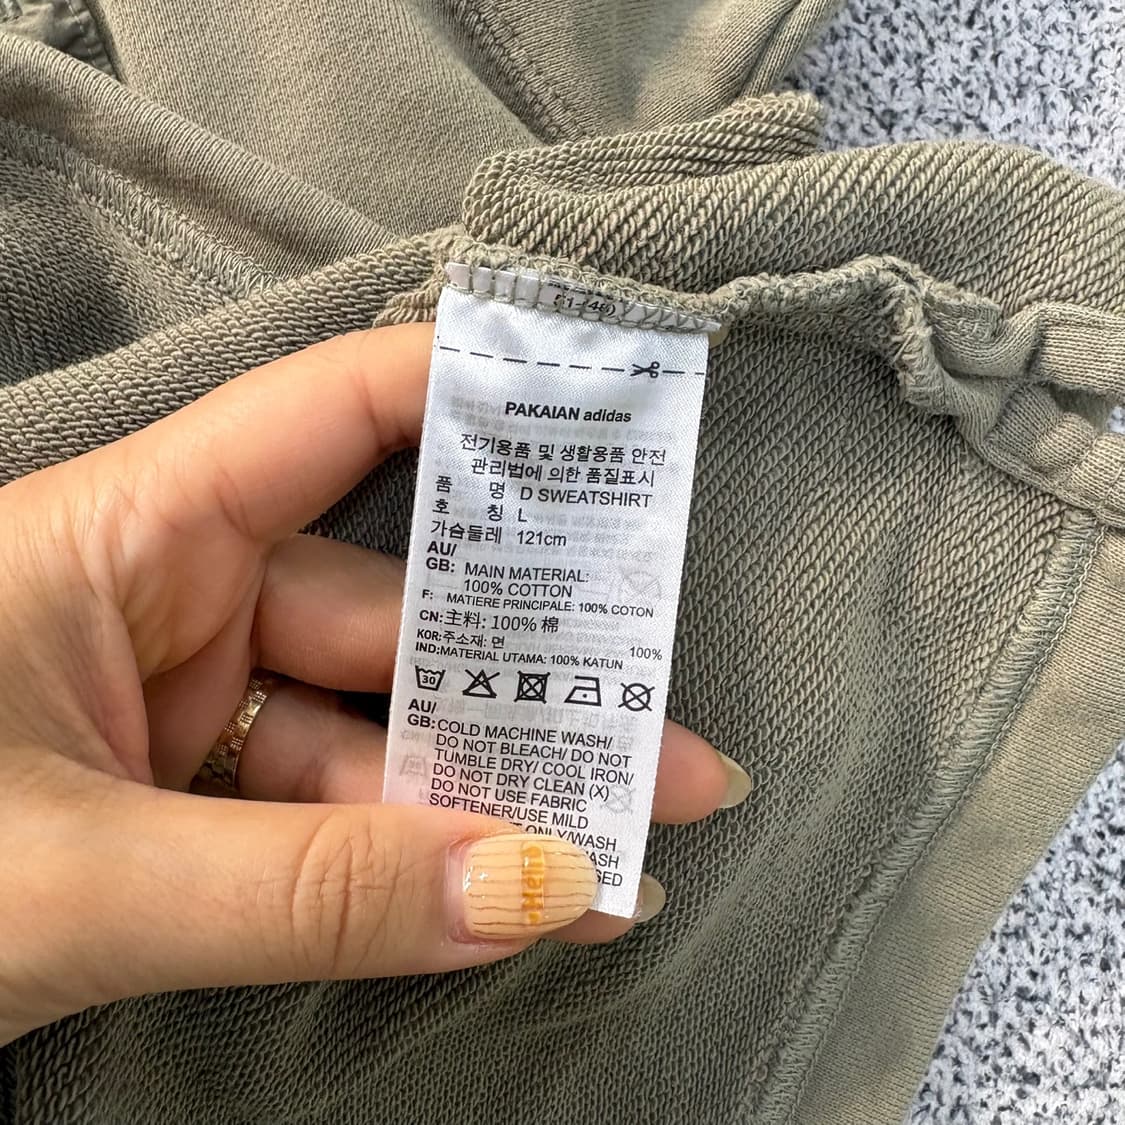 PAKAIAN adidas
전기용품 및 생활용품 안전
관리법에 의한 품질표시
품 명 D SWEATSHIRT
호 칭 L
가슴둘레 121cm
AU/
GB: MAIN MATERIAL:
100% COTTON
F: MATIERE PRINCIPALE: 100% COTON
CN: 主料: 100% 棉
KOR: 주소재: 면 100%
IND: MATERIAL UTAMA: 100% KATUN
30
AU/
GB: COLD MACHINE WASH/
DO NOT BLEACH/ DO NOT
TUMBLE DRY/ COOL IRON/
DO NOT DRY CLEAN (X)
DO NOT USE FABRIC
SOFTENER/USE MILD
ONLY/WASH
Hello